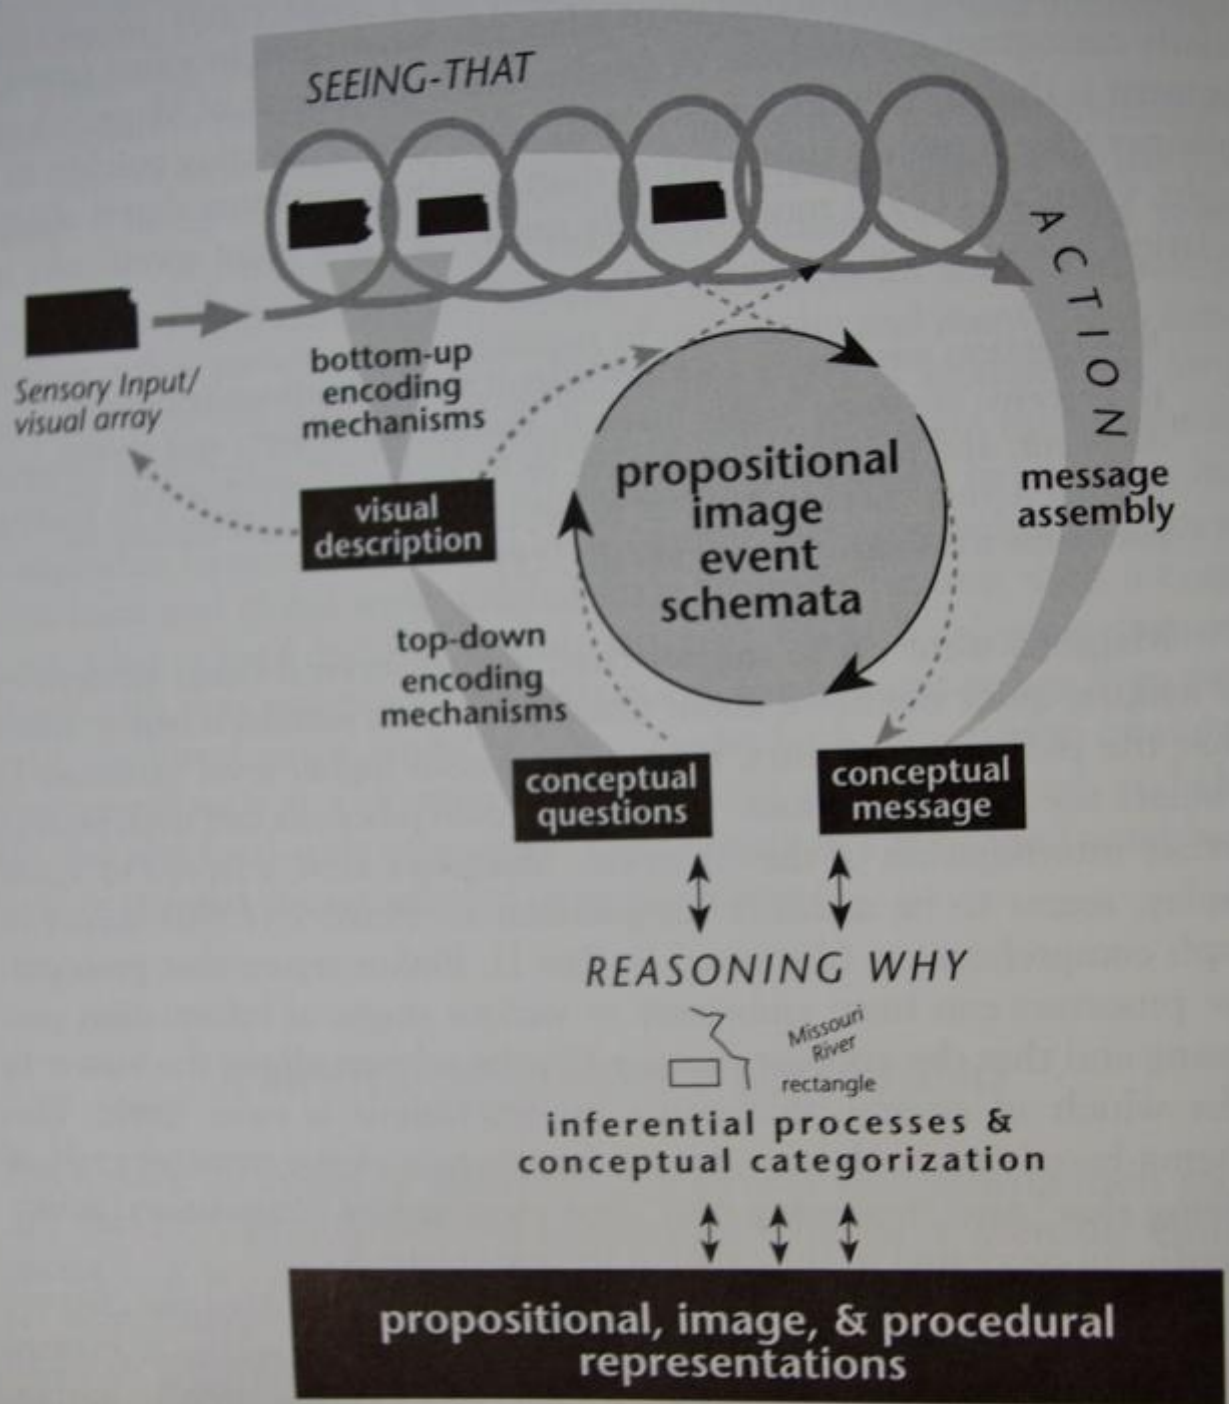 SEEING-THAT
ACTION
Sensory Input/
visual array
bottom-up
encoding
mechanisms
visual
description
propositional
image
event
schemata
message
assembly
top-down
encoding
mechanisms
conceptual
questions
conceptual
message
REASONING WHY
Missouri
River
rectangle
inferential processes &
conceptual categorization
propositional, image, & procedural
representations